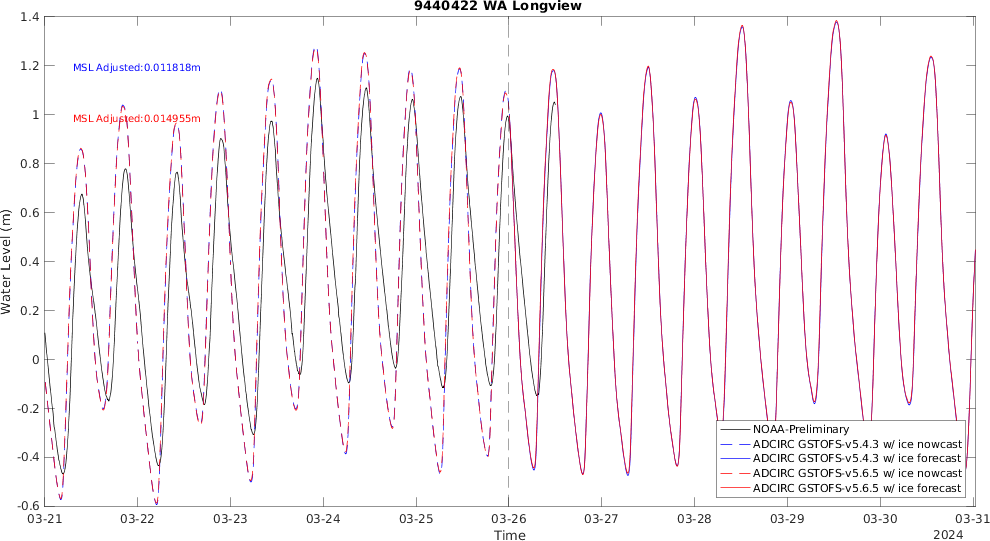 9440422 WA Longview
1.4
1.2
1
0.8
0.6
0.4
0.2
0
-0.2
-0.4
-0.6
Water Level (m)
MSL Adjusted:0.011818m
MSL Adjusted:0.014955m
NOAA-Preliminary
ADCIRC GSTOFS-v5.4.3 w/ ice nowcast
ADCIRC GSTOFS-v5.4.3 w/ ice forecast
ADCIRC GSTOFS-v5.6.5 w/ ice nowcast
ADCIRC GSTOFS-v5.6.5 w/ ice forecast
03-21 03-22 03-23 03-24 03-25 03-26 03-27 03-28 03-29 03-30 03-31
Time
2024